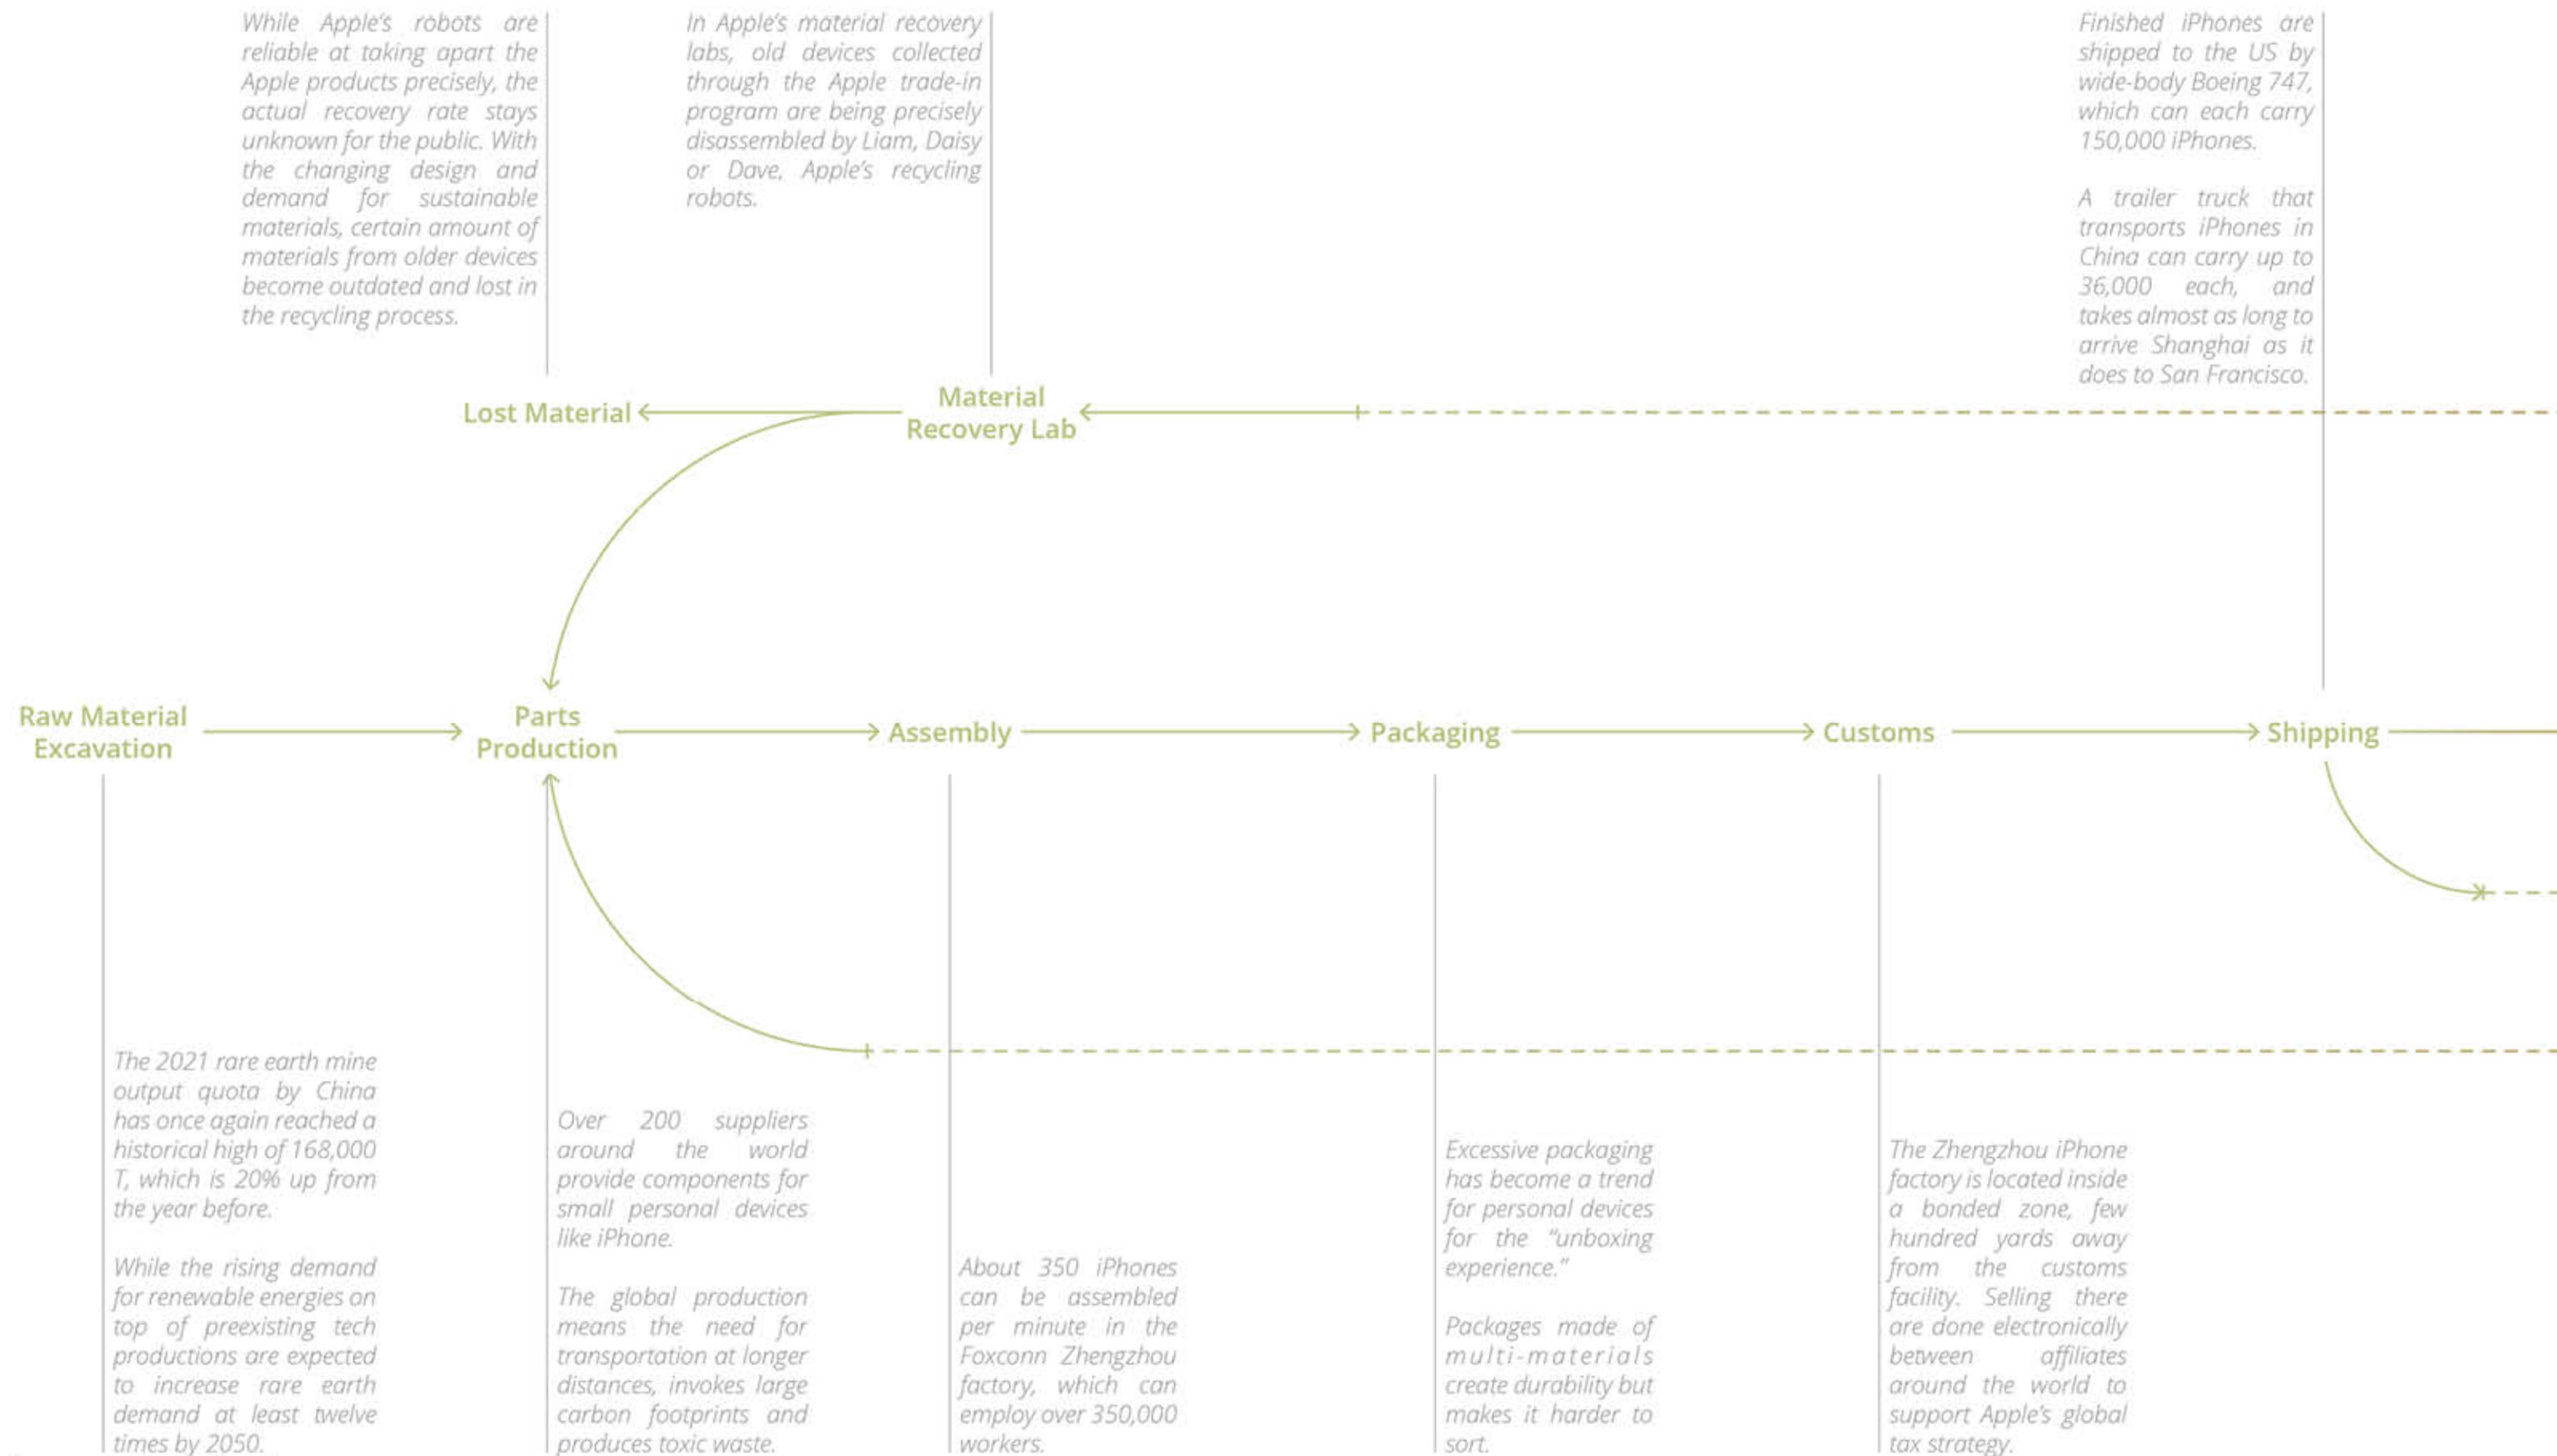 While Apple's robots are
reliable at taking apart the
Apple products precisely, the
actual recovery rate stays
unknown for the public. With
the changing design and
demand for sustainable
materials, certain amount of
materials from older devices
become outdated and lost in
the recycling process.
In Apple's material recovery
labs, old devices collected
through the Apple trade-in
program are being precisely
disassembled by Liam, Daisy
or Dave, Apple's recycling
robots.
Finished iPhones are
shipped to the US by
wide-body Boeing 747,
which can each carry
150,000 iPhones.
A trailer truck that
transports iPhones in
China can carry up to
36,000 each, and
takes almost as long to
arrive Shanghai as it
does to San Francisco.
Lost Material
Material
Recovery Lab
Raw Material
Excavation
Parts
Production
Assembly
Packaging
Customs
Shipping
The 2021 rare earth mine
output quota by China
has once again reached a
historical high of 168,000
T, which is 20% up from
the year before.
While the rising demand
for renewable energies on
top of preexisting tech
productions are expected
to increase rare earth
demand at least twelve
times by 2050.
Over 200 suppliers
around the world
provide components for
small personal devices
like iPhone.
The global production
means the need for
transportation at longer
distances, invokes large
carbon footprints and
produces toxic waste.
About 350 iPhones
can be assembled
per minute in the
Foxconn Zhengzhou
factory, which can
employ over 350,000
workers.
Excessive packaging
has become a trend
for personal devices
for the "unboxing
experience."
Packages made of
multi-materials
create durability but
makes it harder to
sort.
The Zhengzhou iPhone
factory is located inside
a bonded zone, few
hundred yards away
from the customs
facility. Selling there
are done electronically
between affiliates
around the world to
support Apple's global
tax strategy.